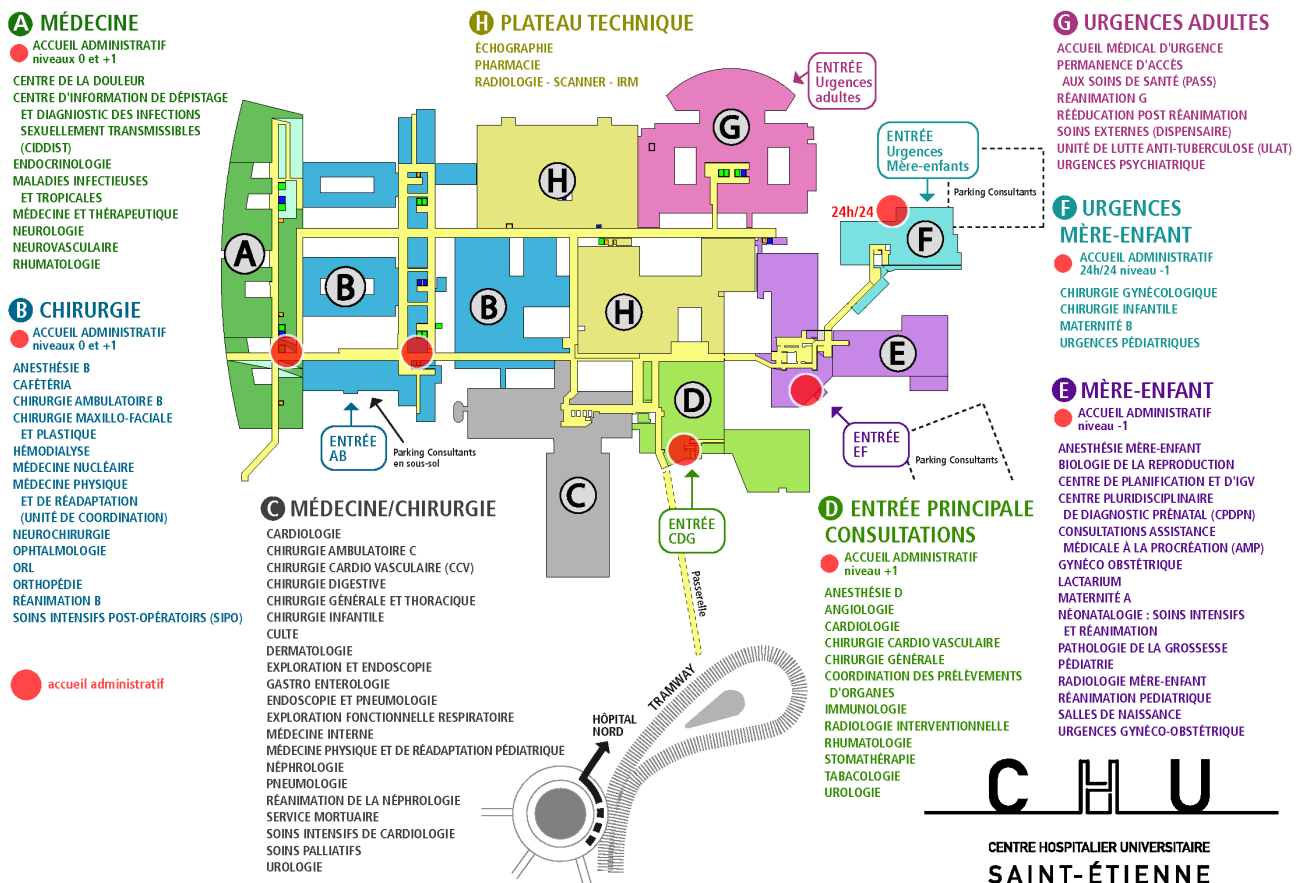 A MÉDECINE
ACCUEIL ADMINISTRATIF
niveaux 0 et +1
CENTRE DE LA DOULEUR
CENTRE D'INFORMATION DE DÉPISTAGE
ET DIAGNOSTIC DES INFECTIONS
SEXUELLEMENT TRANSMISSIBLES
(CIDDIST)
ENDOCRINOLOGIE
MALADIES INFECTIEUSES
ET TROPICALES
MÉDECINE ET THÉRAPEUTIQUE
NEUROLOGIE
NEUROVASCULAIRE
RHUMATOLOGIE
B CHIRURGIE
ACCUEIL ADMINISTRATIF
niveaux 0 et +1
ANESTHÉSIE B
CAFÉTÉRIA
CHIRURGIE AMBULATOIRE B
CHIRURGIE MAXILLO-FACIALE
ET PLASTIQUE
HÉMODIALYSE
MÉDECINE NUCLÉAIRE
MÉDECINE PHYSIQUE
ET DE RÉADAPTATION
(UNITÉ DE COORDINATION)
NEUROCHIRURGIE
OPHTALMOLOGIE
ORL
ORTHOPÉDIE
RÉANIMATION B
SOINS INTENSIFS POST-OPÉRATOIRS (SIPO)
accueil administratif
H PLATEAU TECHNIQUE
ÉCHOGRAPHIE
PHARMACIE
RADIOLOGIE - SCANNER - IRM
ENTRÉE
Urgences
adultes
G
H
ENTRÉE
Urgences
Mère-enfants
Parking Consultants
24h/24
F
A
B
B
H
E
D
C
ENTRÉE
AB
Parking Consultants
en sous-sol
ENTRÉE
EF
Parking Consultants
ENTRÉE
CDG
Passerelle
TRAMWAY
HÔPITAL
NORD
C MÉDECINE/CHIRURGIE
CARDIOLOGIE
CHIRURGIE AMBULATOIRE C
CHIRURGIE CARDIO VASCULAIRE (CCV)
CHIRURGIE DIGESTIVE
CHIRURGIE GÉNÉRALE ET THORACIQUE
CHIRURGIE INFANTILE
CULTE
DERMATOLOGIE
EXPLORATION ET ENDOSCOPIE
GASTRO ENTEROLOGIE
ENDOSCOPIE ET PNEUMOLOGIE
EXPLORATION FONCTIONNELLE RESPIRATOIRE
MÉDECINE INTERNE
MÉDECINE PHYSIQUE ET DE RÉADAPTATION PÉDIATRIQUE
NÉPHROLOGIE
PNEUMOLOGIE
RÉANIMATION DE LA NÉPHROLOGIE
SERVICE MORTUAIRE
SOINS INTENSIFS DE CARDIOLOGIE
SOINS PALLIATIFS
UROLOGIE
D ENTRÉE PRINCIPALE
CONSULTATIONS
ACCUEIL ADMINISTRATIF
niveau +1
ANESTHÉSIE D
ANGIOLOGIE
CARDIOLOGIE
CHIRURGIE CARDIO VASCULAIRE
CHIRURGIE GÉNÉRALE
COORDINATION DES PRÉLÈVEMENTS
D'ORGANES
IMMUNOLOGIE
RADIOLOGIE INTERVENTIONNELLE
RHUMATOLOGIE
STOMATHÉRAPIE
TABACOLOGIE
UROLOGIE
G URGENCES ADULTES
ACCUEIL MÉDICAL D'URGENCE
PERMANENCE D'ACCÈS
AUX SOINS DE SANTÉ (PASS)
RÉANIMATION G
RÉÉDUCATION POST RÉANIMATION
SOINS EXTERNES (DISPENSAIRE)
UNITÉ DE LUTTE ANTI-TUBERCULOSE (ULAT)
URGENCES PSYCHIATRIQUE
F URGENCES
MÈRE-ENFANT
ACCUEIL ADMINISTRATIF
24h/24 niveau -1
CHIRURGIE GYNÉCOLOGIQUE
CHIRURGIE INFANTILE
MATERNITÉ B
URGENCES PÉDIATRIQUES
E MÈRE-ENFANT
ACCUEIL ADMINISTRATIF
niveau -1
ANESTHÉSIE MÈRE-ENFANT
BIOLOGIE DE LA REPRODUCTION
CENTRE DE PLANIFICATION ET D'IGV
CENTRE PLURIDISCIPLINAIRE
DE DIAGNOSTIC PRÉNATAL (CPDPN)
CONSULTATIONS ASSISTANCE
MÉDICALE À LA PROCRÉATION (AMP)
GYNÉCO OBSTÉTRIQUE
LACTARIUM
MATERNITÉ A
NÉONATALOGIE : SOINS INTENSIFS
ET RÉANIMATION
PATHOLOGIE DE LA GROSSESSE
PÉDIATRIE
RADIOLOGIE MÈRE-ENFANT
RÉANIMATION PEDIATRIQUE
SALLES DE NAISSANCE
URGENCES GYNÉCO-OBSTÉTRIQUE
CHU
CENTRE HOSPITALIER UNIVERSITAIRE
SAINT-ÉTIENNE